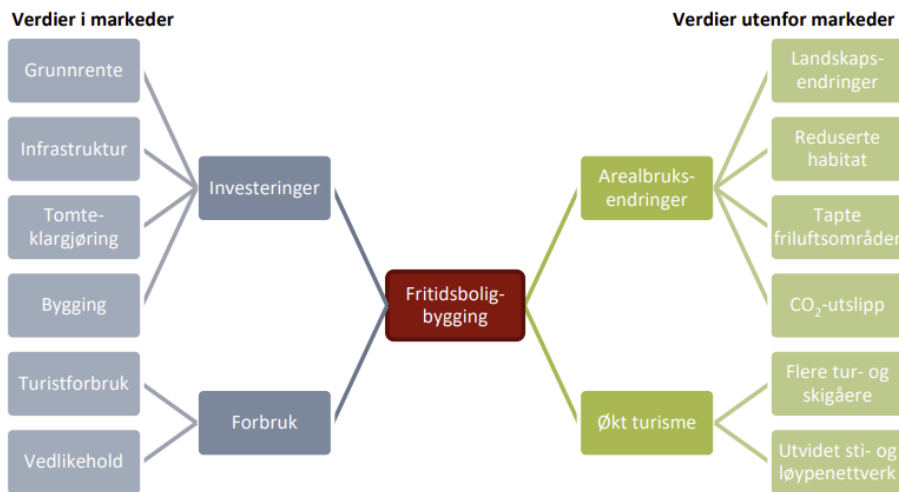 Verdier i markeder
Verdier utenfor markeder
Grunnrente
Infrastruktur
Tomte-
klargjøring
Bygging
Turistforbruk
Vedlikehold
Investeringer
Forbruk
Fritidsbolig-
bygging
Arealbruks-
endringer
Økt turisme
Landskaps-
endringer
Reduserte
habitat
Tapte
friluftsområder
CO₂-utslipp
Flere tur- og
skigåere
Utvidet sti- og
løypenettverk